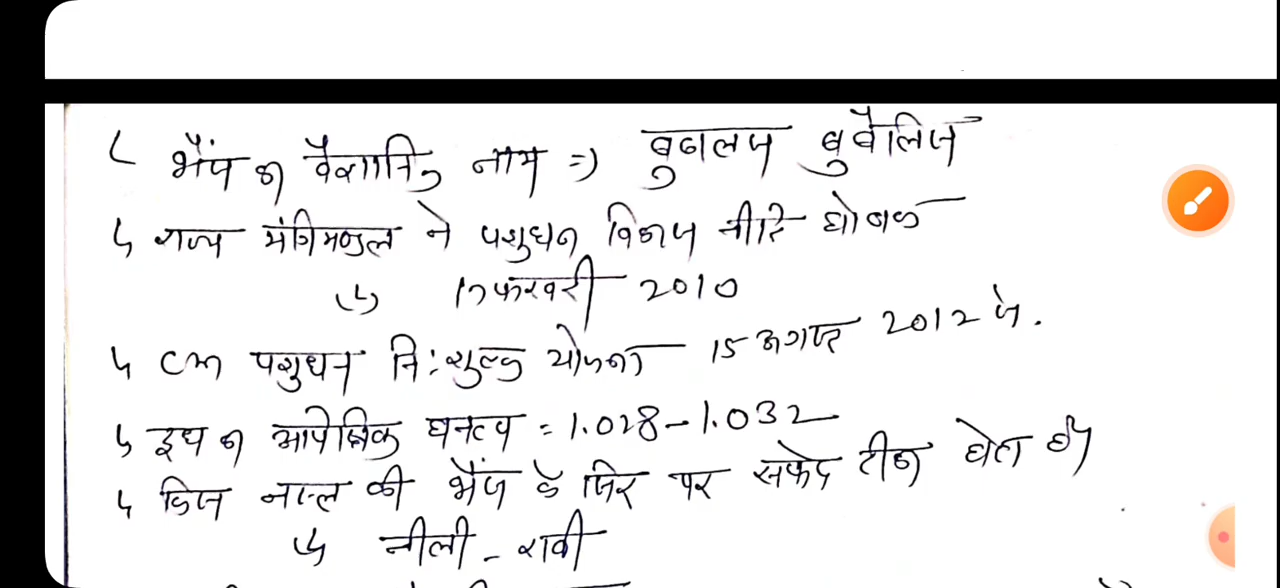 भैंस का वैज्ञानिक नाम => बुबालस बुबैलिस
↳ राज्य मंत्रिमण्डल ने पशुधन विकास नीति घोषित
↳ 17 फरवरी 2010
↳ CM पशुधन नि:शुल्क योजना 15 अगस्त 2012 से.
↳ दूध का आपेक्षिक घनत्व = 1.028-1.032
↳ किस नस्ल की भैंस के सिर पर सफेद टीका होता है
↳ नीली - रावी